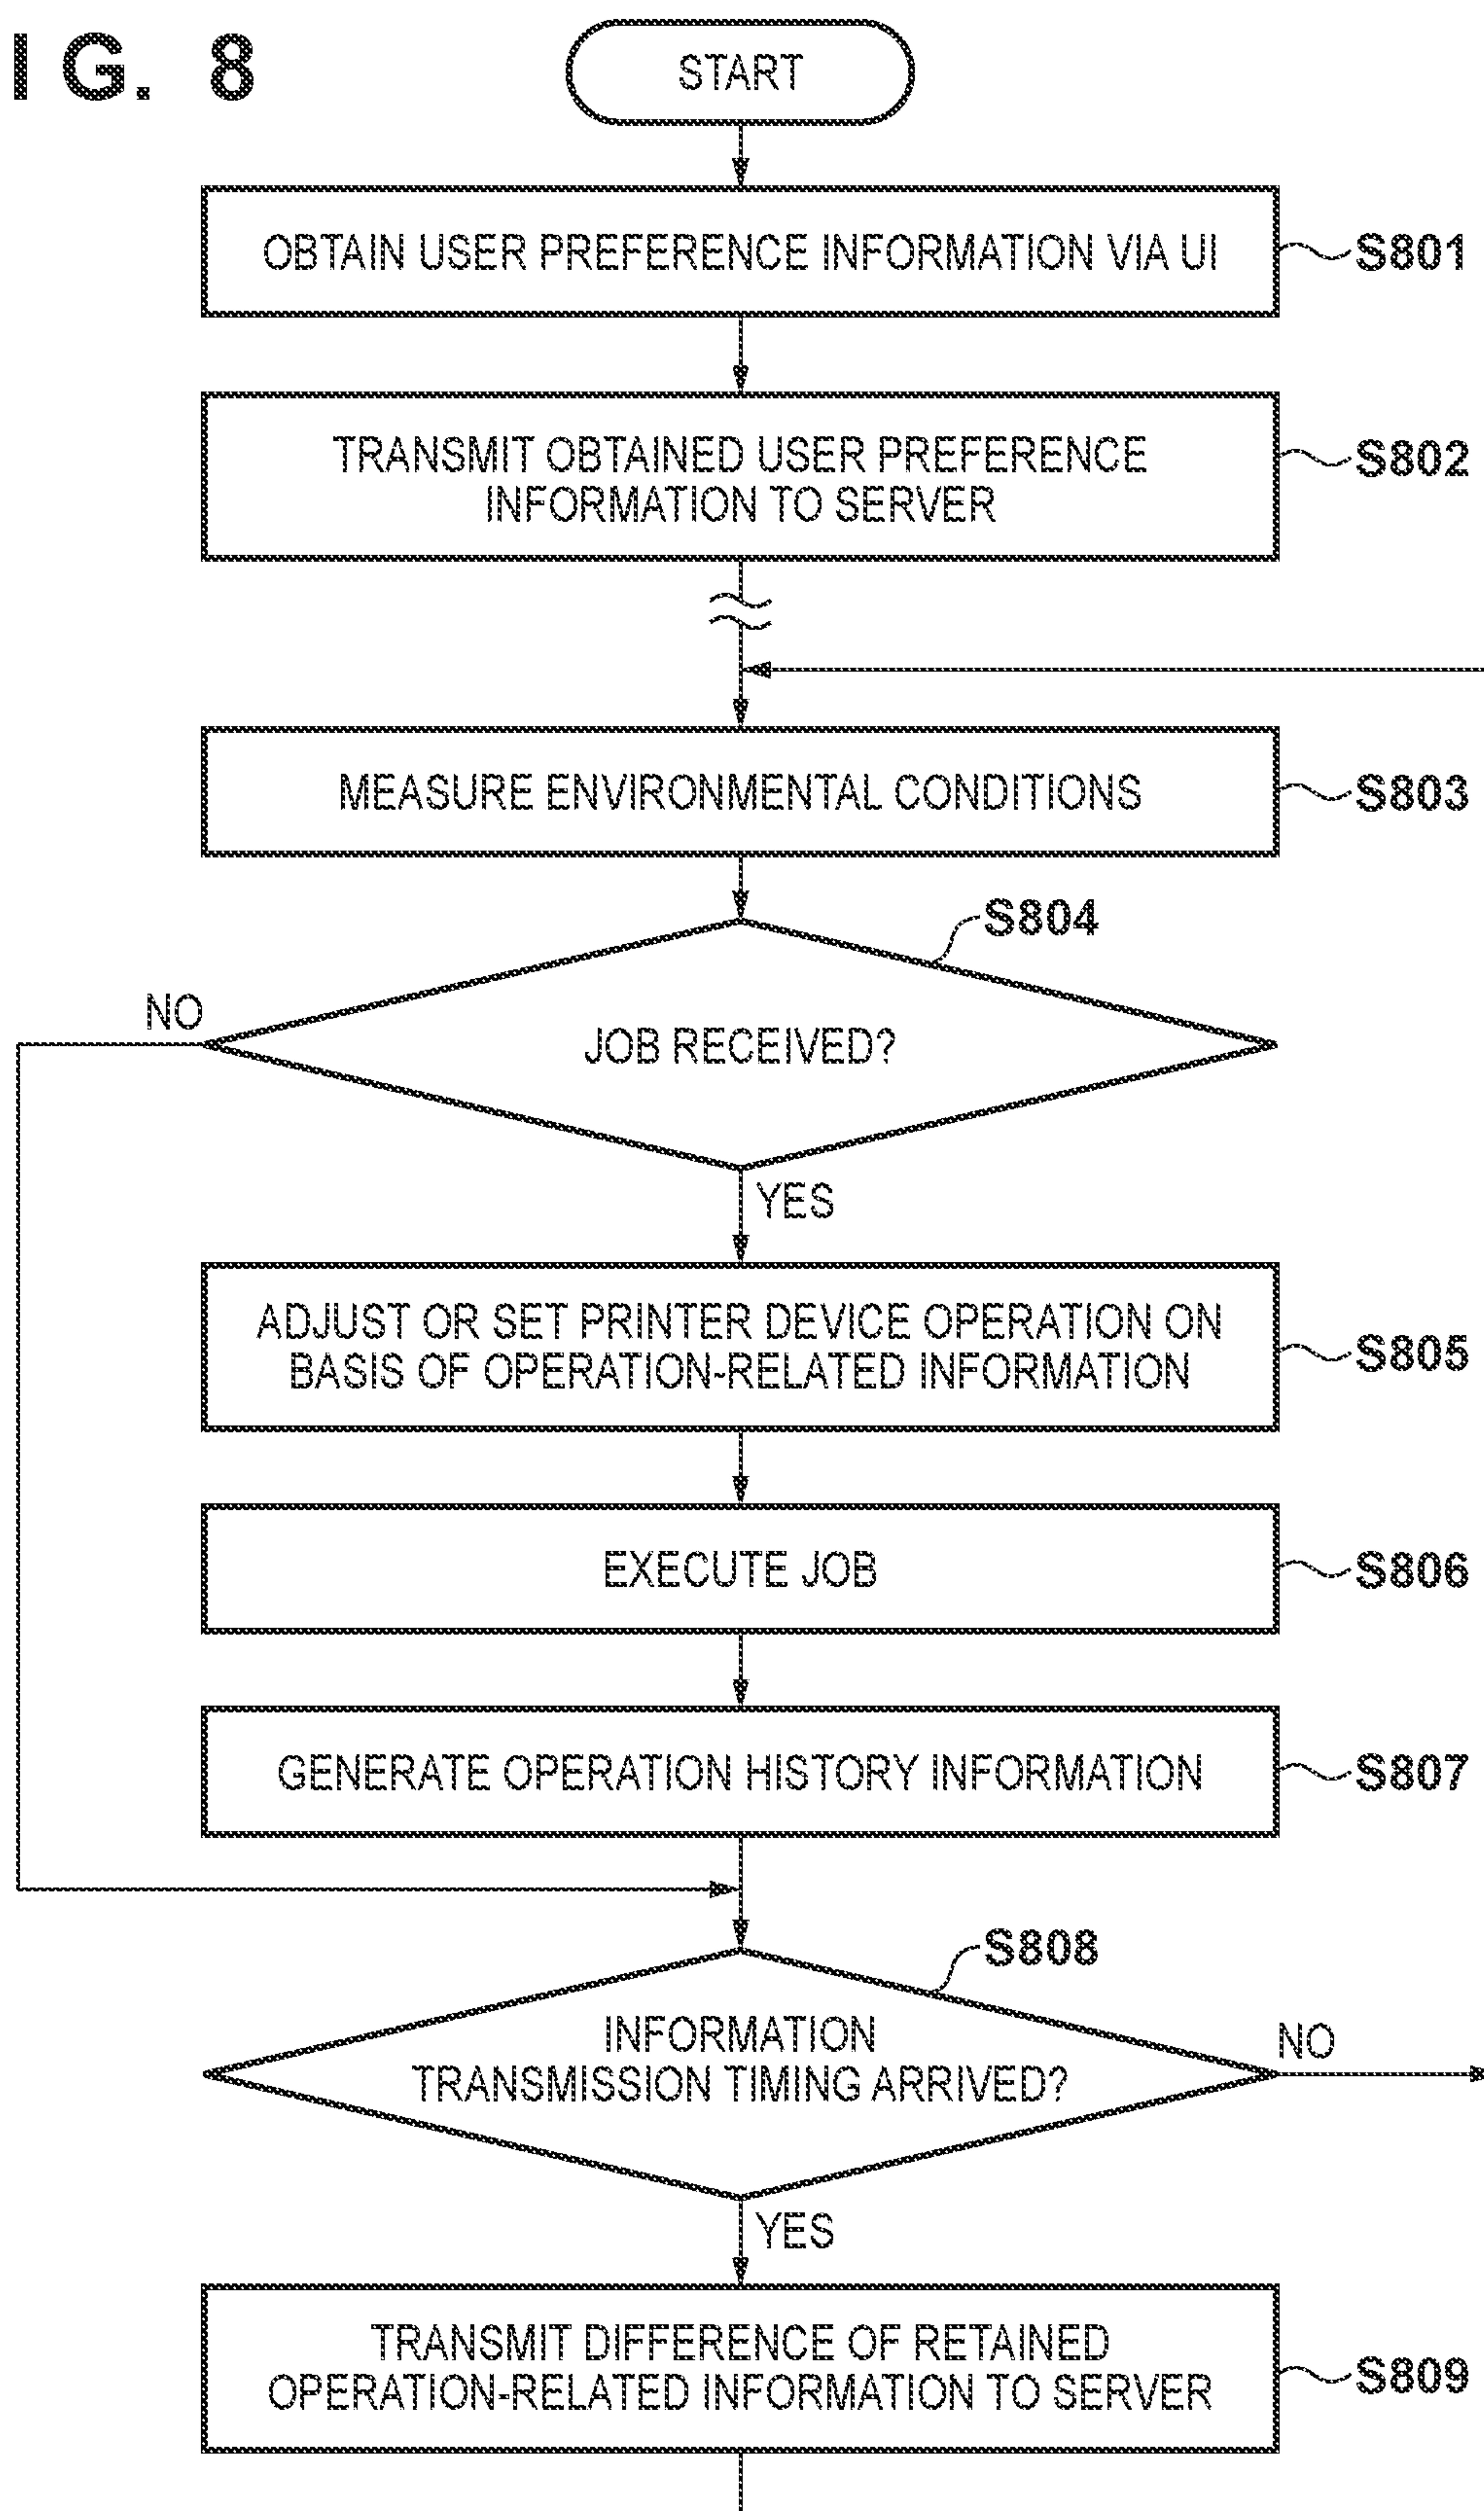 I G. 8
START
OBTAIN USER PREFERENCE INFORMATION VIA UI
S801
TRANSMIT OBTAINED USER PREFERENCE
INFORMATION TO SERVER
S802
MEASURE ENVIRONMENTAL CONDITIONS
S803
S804
NO
JOB RECEIVED?
YES
ADJUST OR SET PRINTER DEVICE OPERATION ON
BASIS OF OPERATION-RELATED INFORMATION
S805
EXECUTE JOB
S806
GENERATE OPERATION HISTORY INFORMATION
S807
S808
INFORMATION
TRANSMISSION TIMING ARRIVED?
NO
YES
TRANSMIT DIFFERENCE OF RETAINED
OPERATION-RELATED INFORMATION TO SERVER
S809